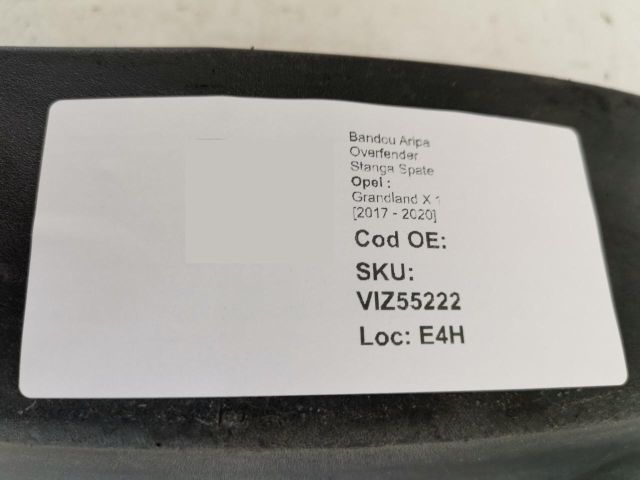 Bandou Aripa
Overfender
Stanga Spate
Opel :
Grandland X 1
[2017 - 2020]
Cod OE:
SKU:
VIZ55222
Loc: E4H